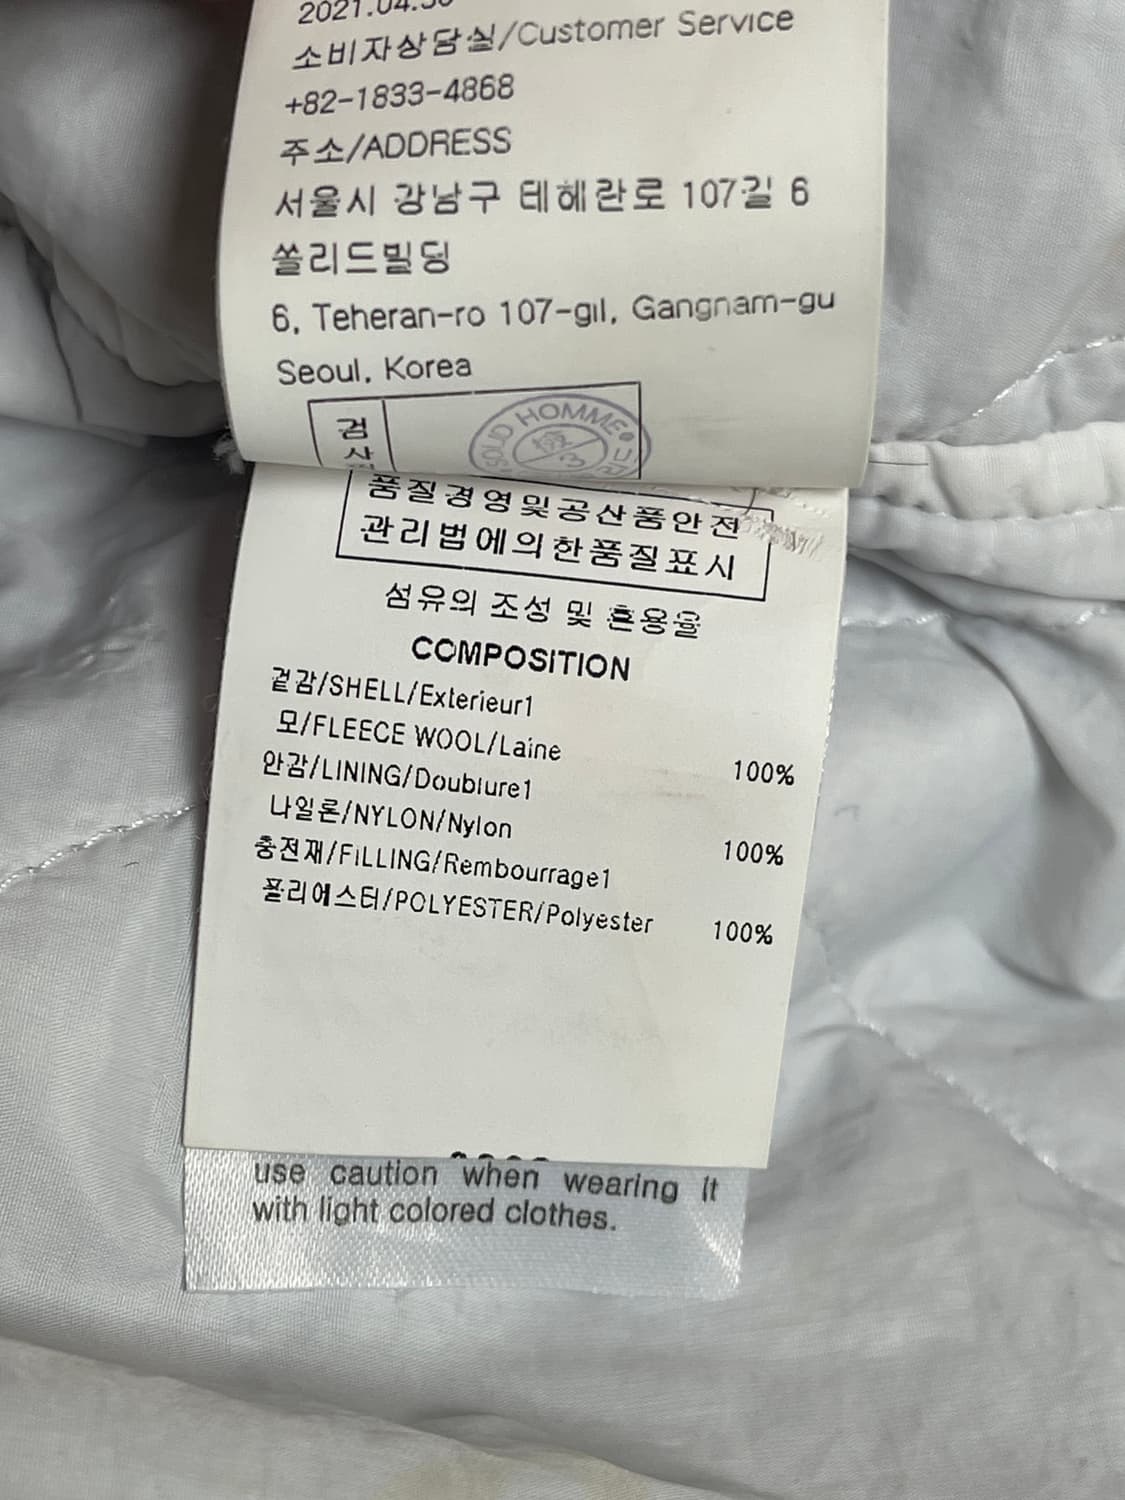 소비자상담실/Customer Service
+82-1833-4868
주소/ADDRESS
서울시 강남구 테헤란로 107길 6
쏠리드빌딩
6, Teheran-ro 107-gil, Gangnam-gu
Seoul, Korea
검사
SOLID HOMME
품질경영및공산품안전
관리법에의한품질표시
섬유의 조성 및 혼용율
COMPOSITION
겉감/SHELL/Exterieur1
모/FLEECE WOOL/Laine 100%
안감/LINING/Doublure1
나일론/NYLON/Nylon 100%
충전재/FILLING/Rembourrage1
폴리에스터/POLYESTER/Polyester 100%
use caution when wearing it
with light colored clothes.